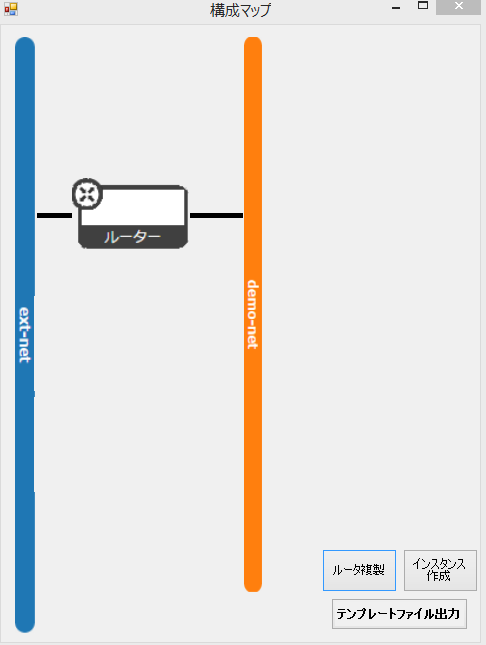 構成マップ
ルーター
ext-net
demo-net
ルータ複製
インスタンス
作成
テンプレートファイル出力